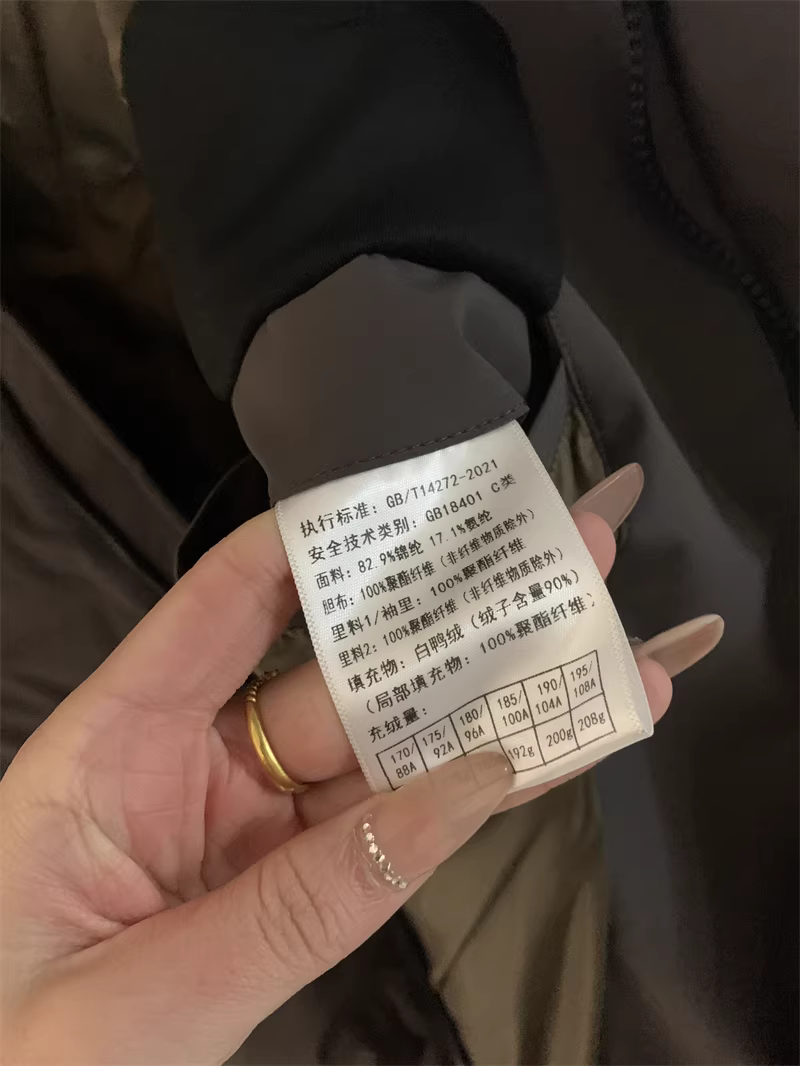 执行标准：GB/T14272-2021
安全技术类别：GB18401 C类
面料：82.9%锦纶 17.1%氨纶
胆布：100%聚酯纤维（非纤维物质除外）
里料1/袖里：100%聚酯纤维
里料2：100%聚酯纤维（非纤维物质除外）
填充物：白鸭绒（绒子含量90%）
（局部填充物：100%聚酯纤维）
充绒量：
170/88A 175/92A 180/96A 185/100A 190/104A 195/108A
192g 200g 208g